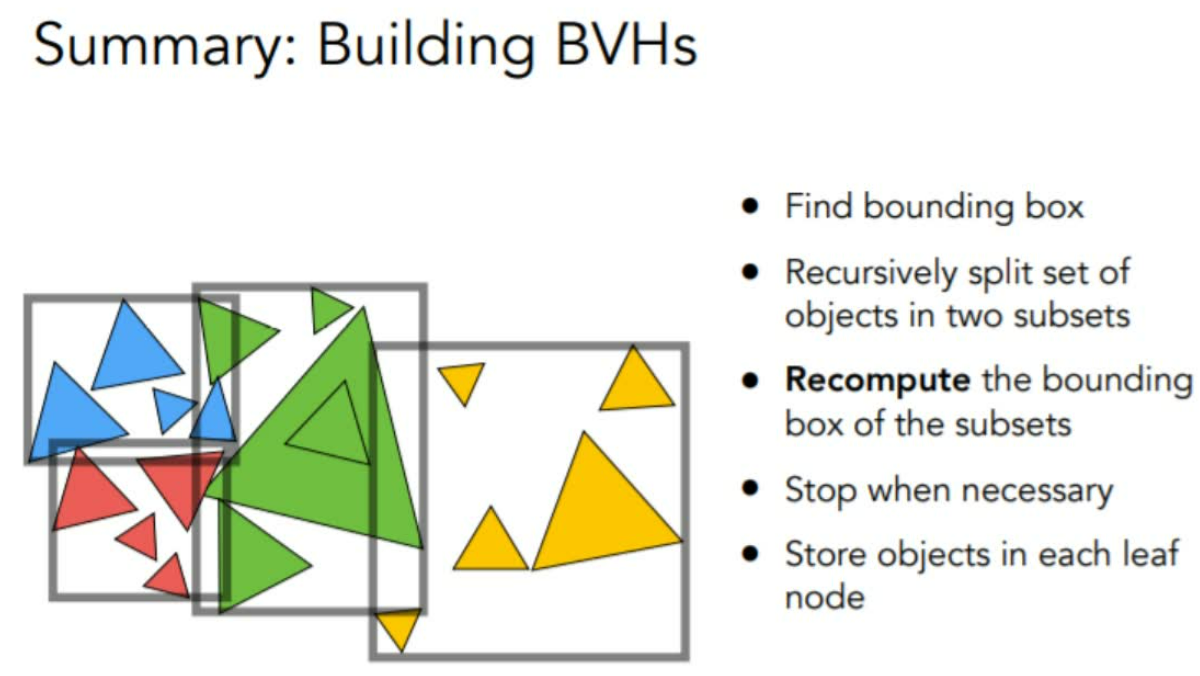 Summary: Building BVHs
● Find bounding box
● Recursively split set of
objects in two subsets
● Recompute the bounding
box of the subsets
● Stop when necessary
● Store objects in each leaf
node